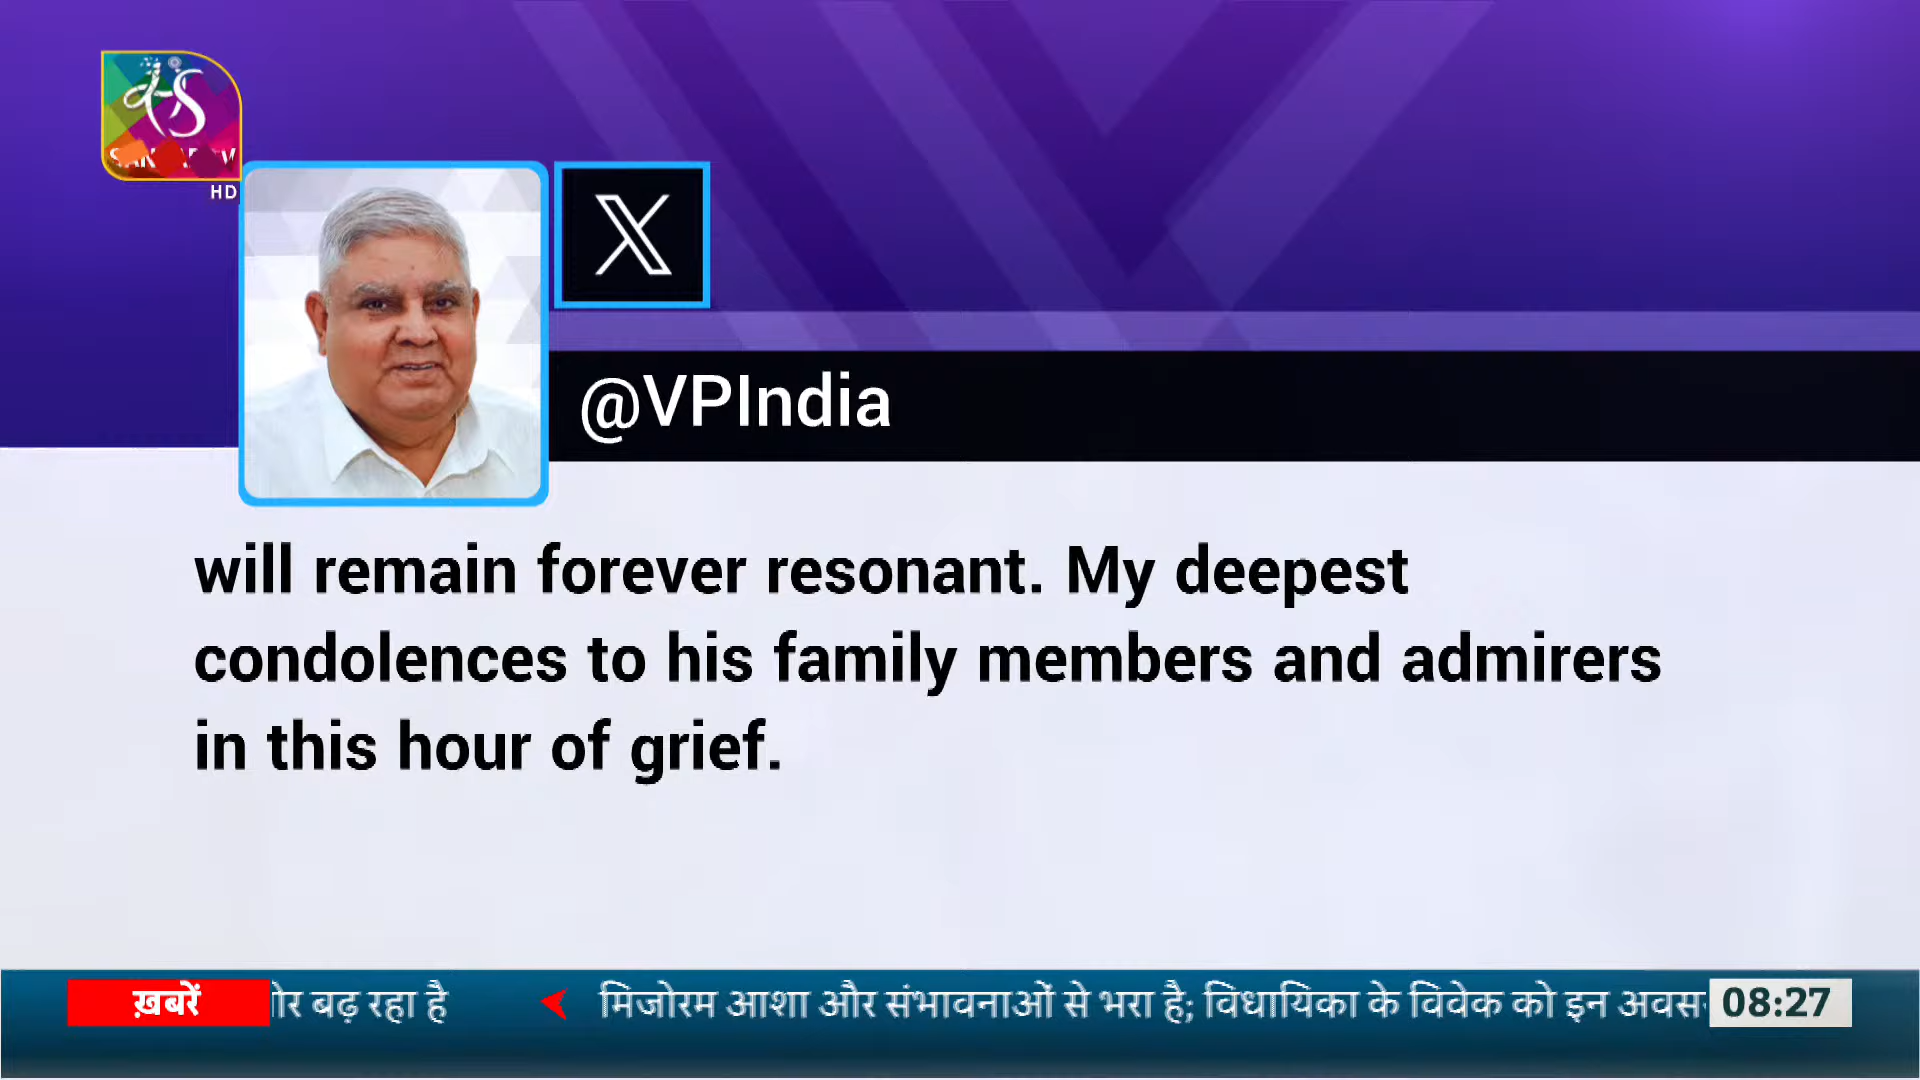 HD
@VPIndia
will remain forever resonant. My deepest
condolences to his family members and admirers
in this hour of grief.
ख़बरें
बढ़ रहा है
मिजोरम आशा और संभावनाओं से भरा है; विधायिका के विवेक को इन
08:27